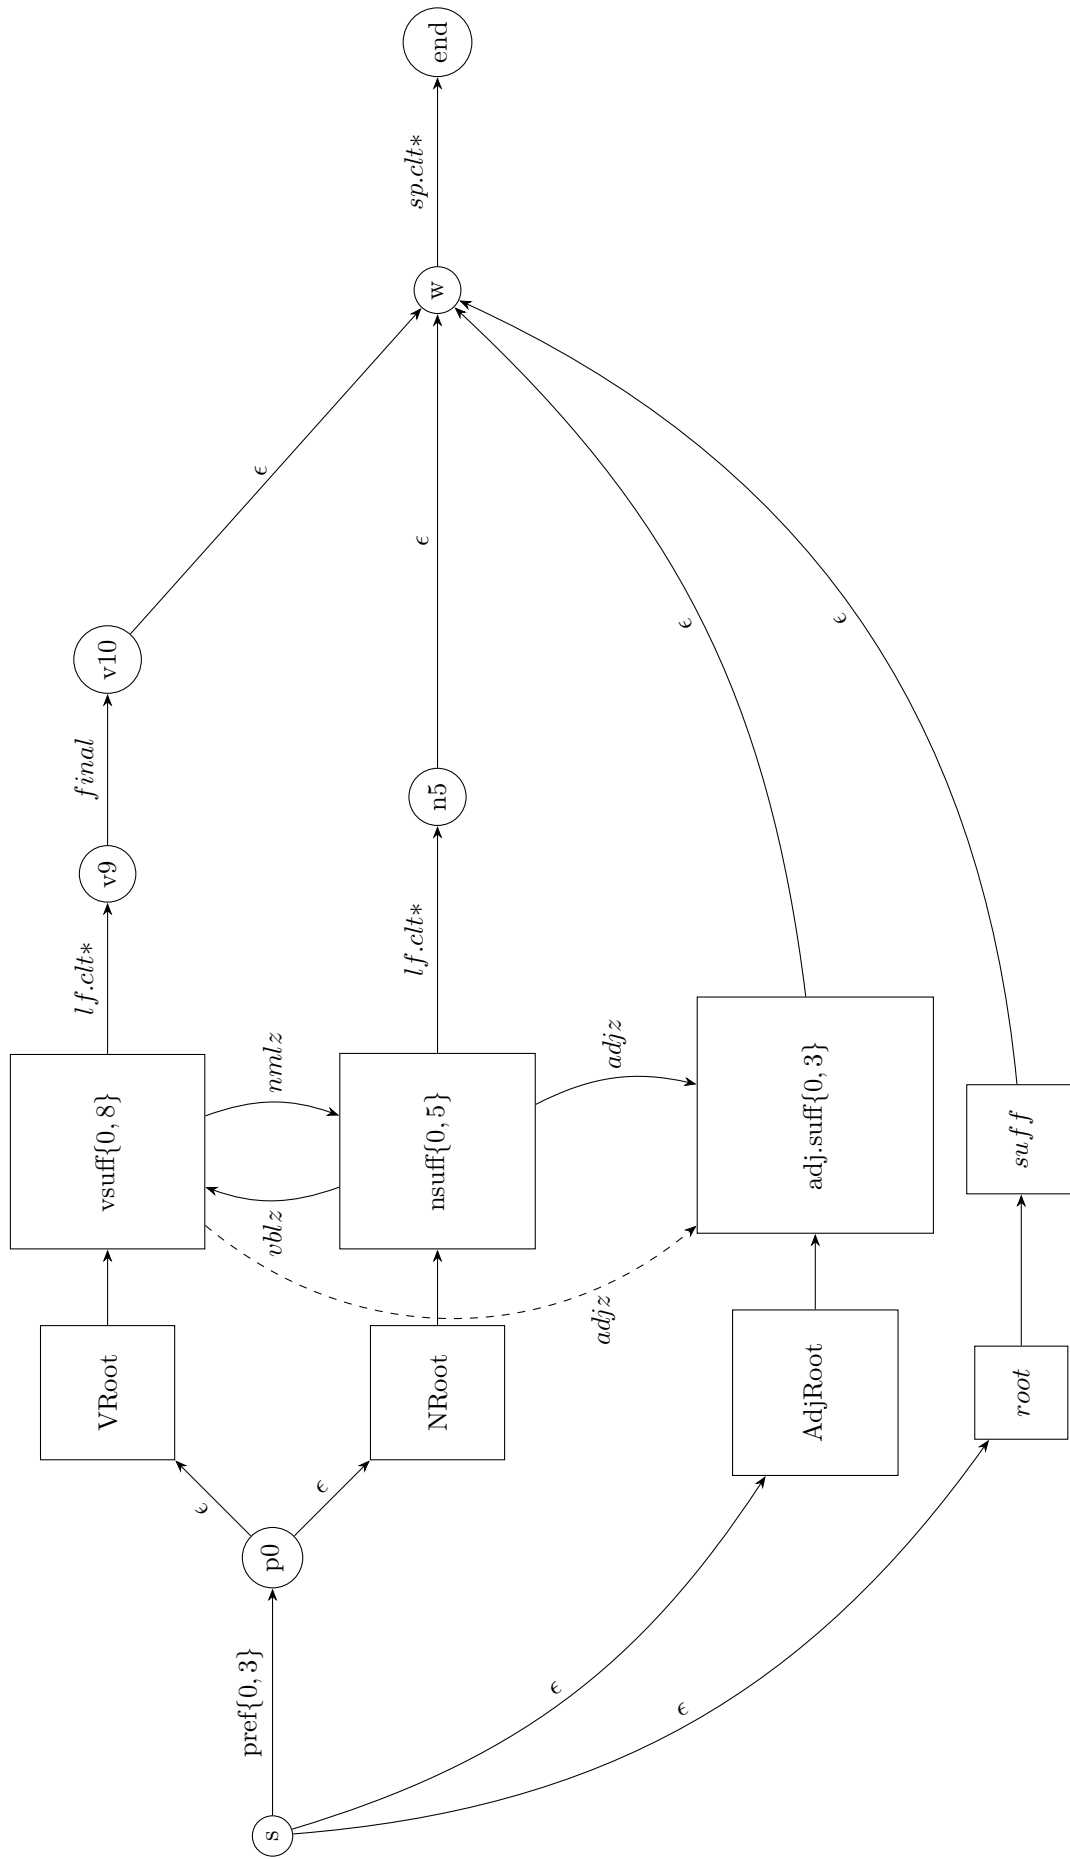 s
pref{0, 3}
p0
ϵ
VRoot
vsuff{0, 8}
lf.clt*
v9
final
v10
ϵ
ϵ
NRoot
nsuff{0, 5}
lf.clt*
n5
ϵ
w
sp.clt*
end
nmlz
vblz
adjz
adjz
ϵ
AdjRoot
adj.suff{0, 3}
ϵ
ϵ
root
suff
ϵ